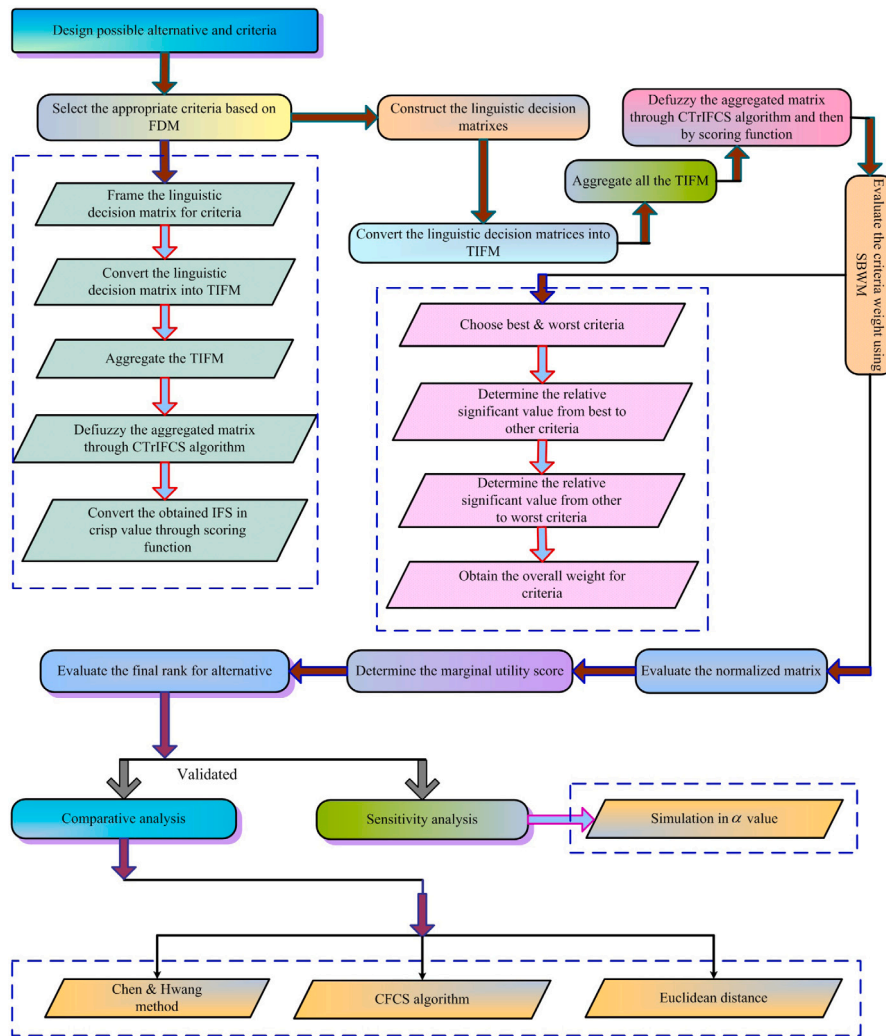 Design possible alternative and criteria
Select the appropriate criteria based on
FDM
Construct the linguistic decision
matrixes
Defuzzy the aggregated matrix
through CTrIFCS algorithm and then
by scoring function
Aggregate all the TIFM
Convert the linguistic decision matrices into
TIFM
Evaluate the criteria weight using
SBWM
Frame the linguistic
decision matrix for criteria
Convert the linguistic
decision matrix into TIFM
Aggregate the TIFM
Defiuzzy the aggregated matrix
through CTrIFCS algorithm
Convert the obtained IFS in
crisp value through scoring
function
Choose best & worst criteria
Determine the relative
significant value from best to
other criteria
Determine the relative
significant value from other
to worst criteria
Obtain the overall weight for
criteria
Evaluate the final rank for alternative
Determine the marginal utility score
Evaluate the normalized matrix
Validated
Comparative analysis
Sensitivity analysis
Simulation in α value
Chen & Hwang
method
CFCS algorithm
Euclidean distance